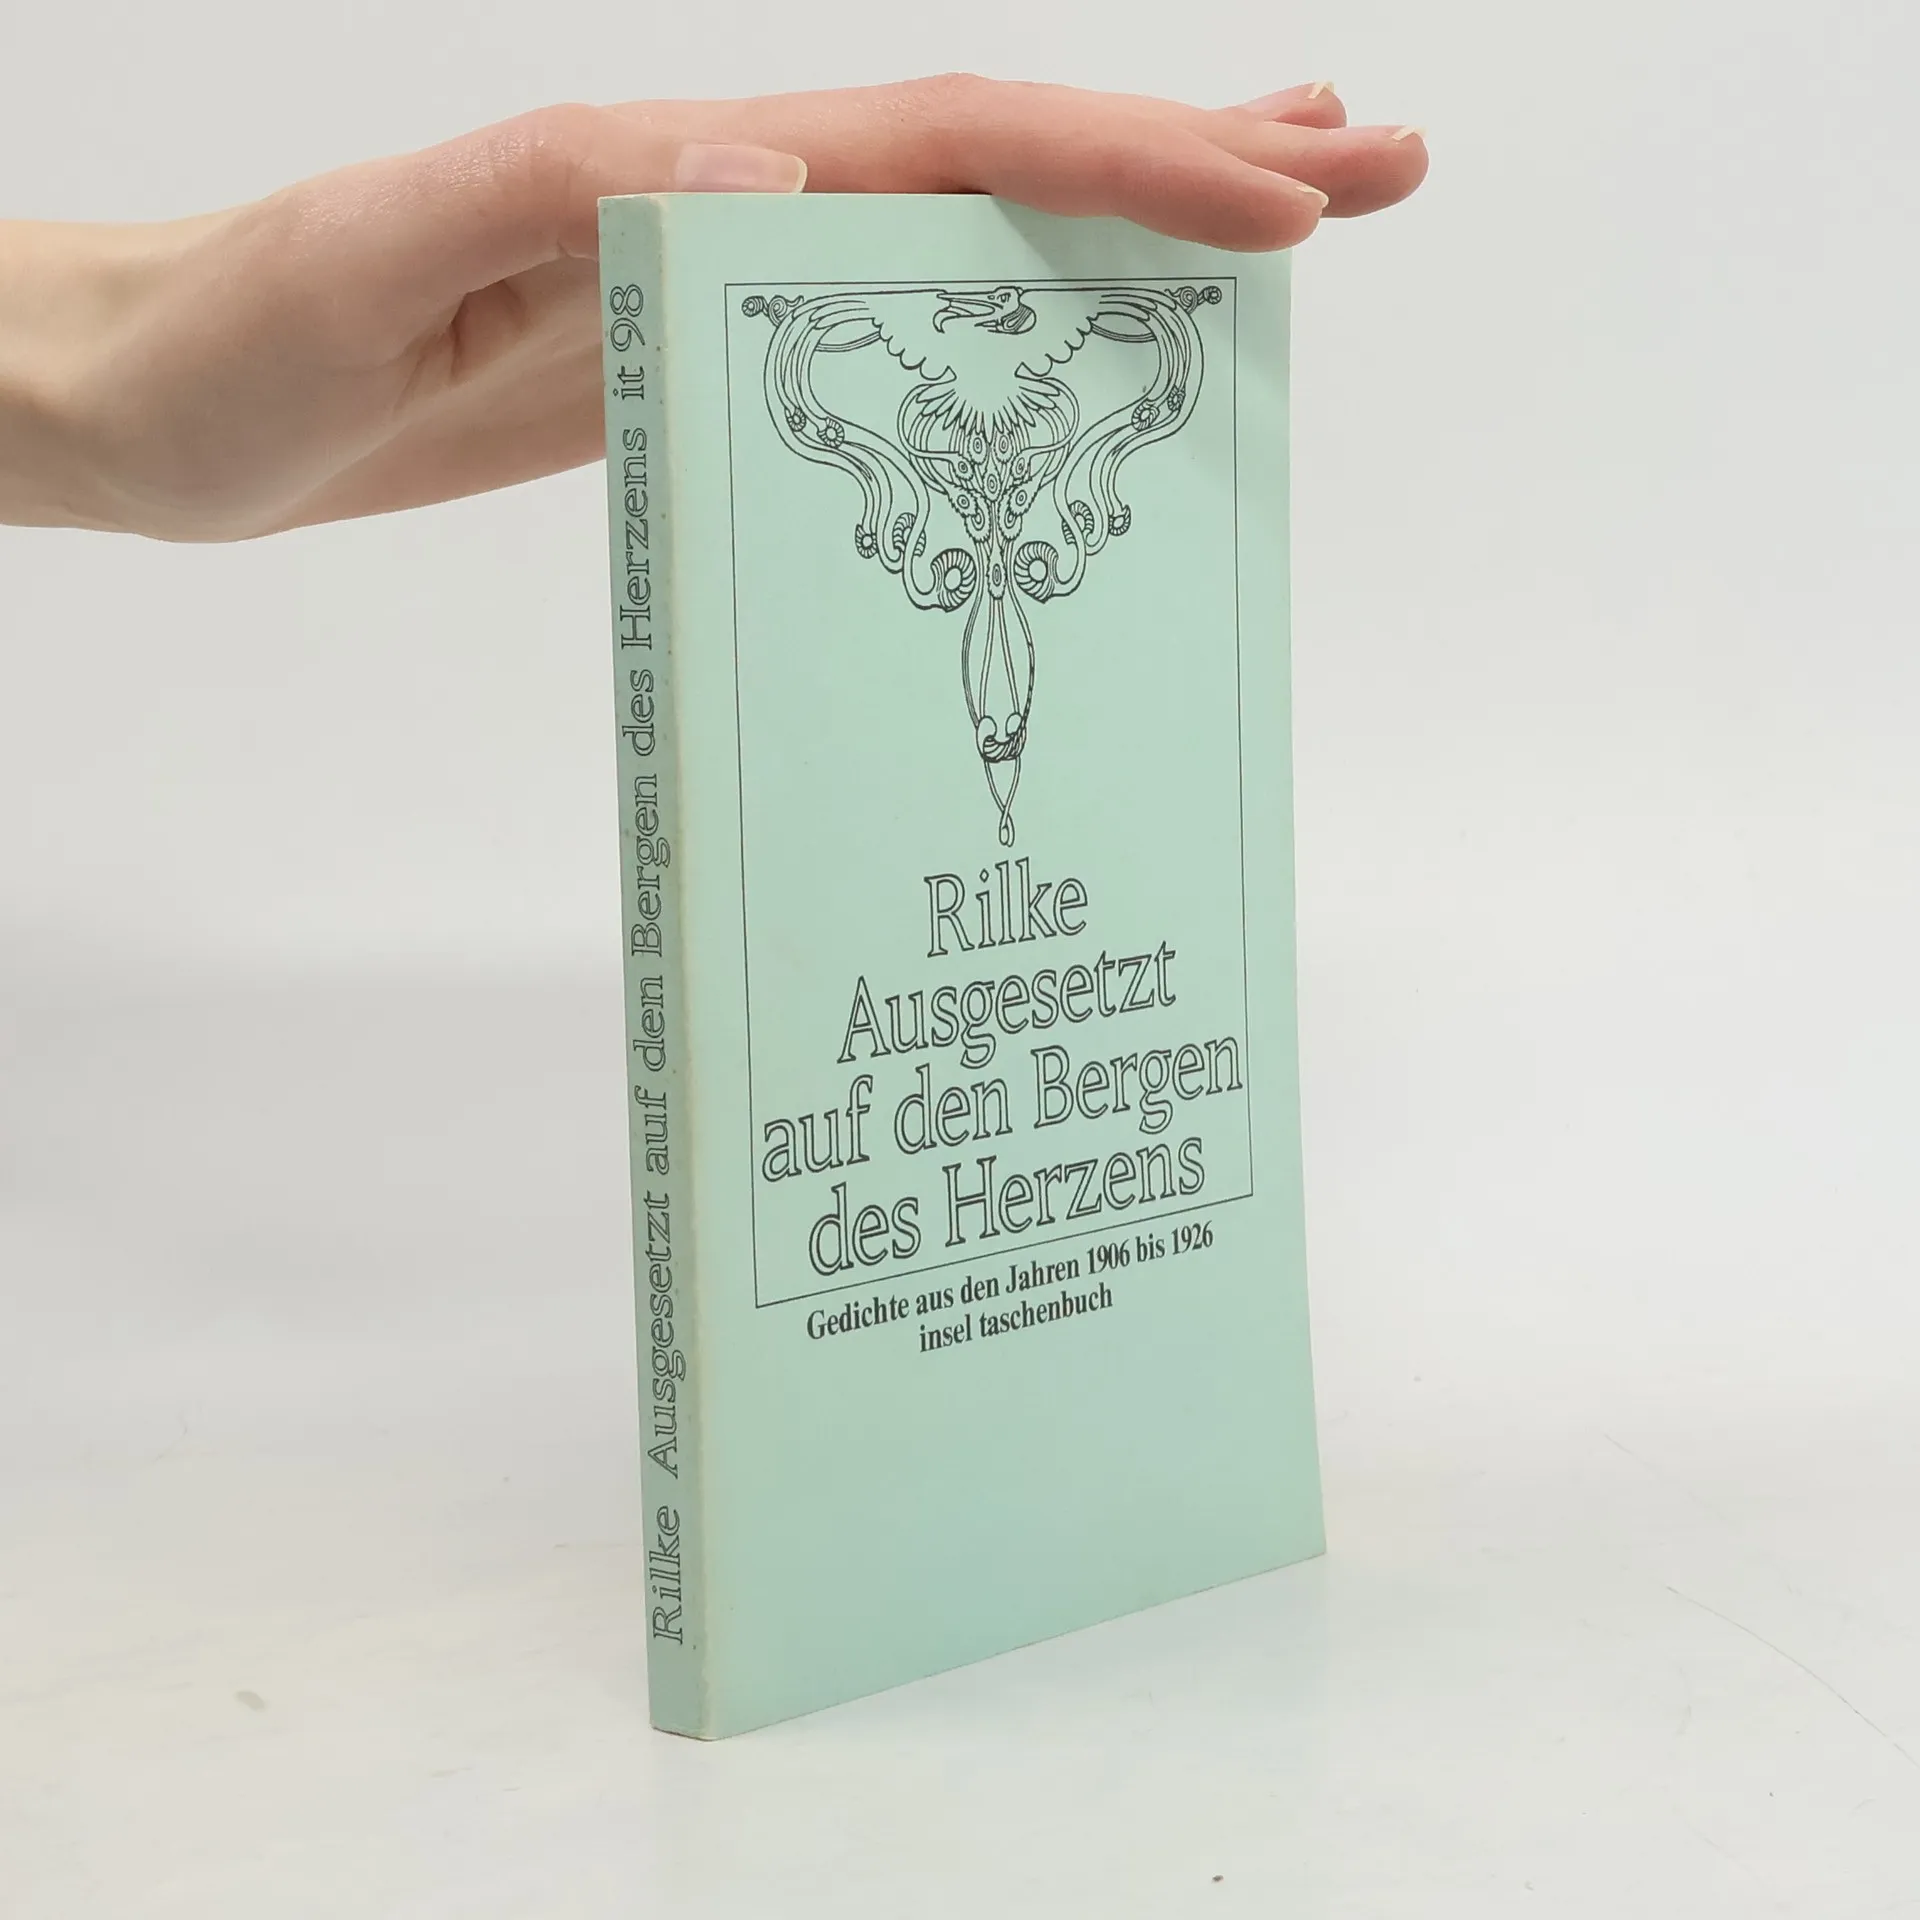 Rilke Ausgesetzt auf den Bergen des Herzens it 98
Rilke
Ausgesetzt
auf den Bergen
des Herzens
Gedichte aus den Jahren 1906 bis 1926
insel taschenbuch